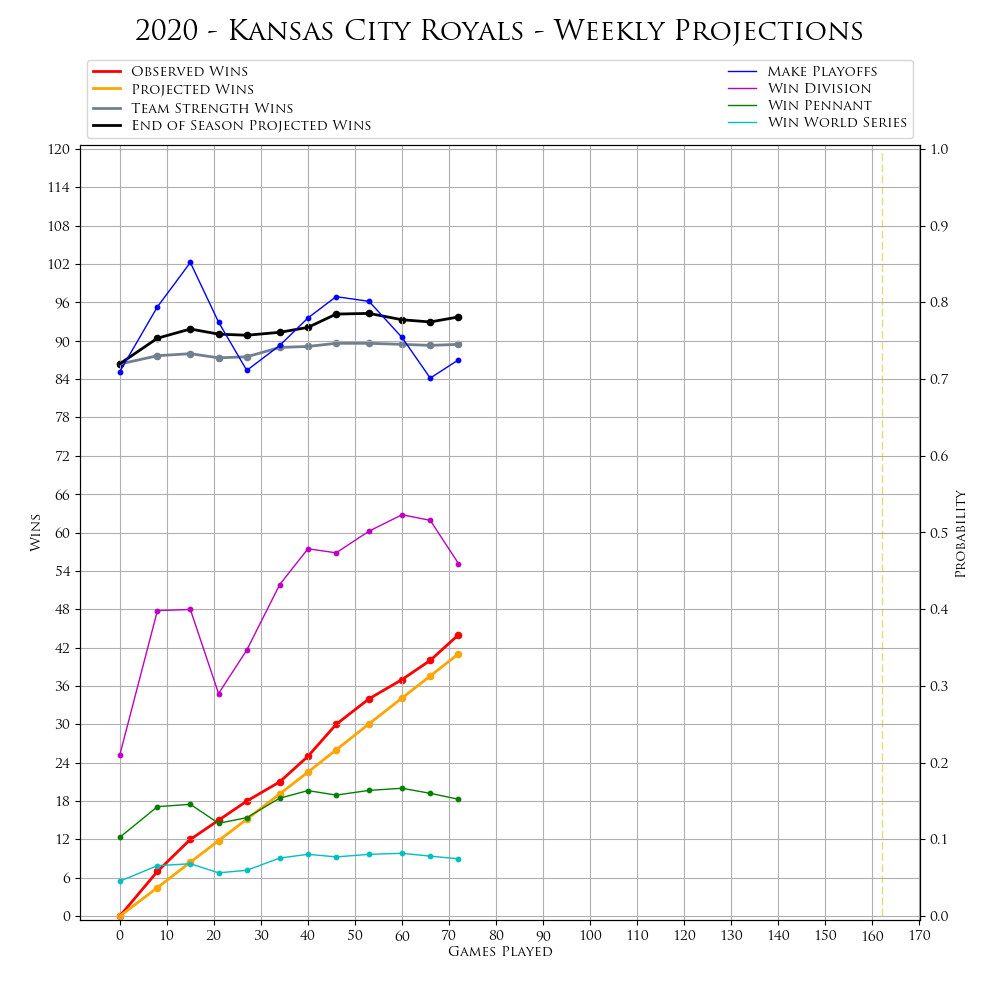 2020 - Kansas City Royals - Weekly Projections
Observed Wins
Projected Wins
Team Strength Wins
End of Season Projected Wins
Make Playoffs
Win Division
Win Pennant
Win World Series
120
114
108
102
96
90
84
78
72
66
60
54
48
42
36
30
24
18
12
6
0
Wins
1.0
0.9
0.8
0.7
0.6
0.5
0.4
0.3
0.2
0.1
0.0
Probability
0 10 20 30 40 50 60 70 80 90 100 110 120 130 140 150 160 170
Games Played